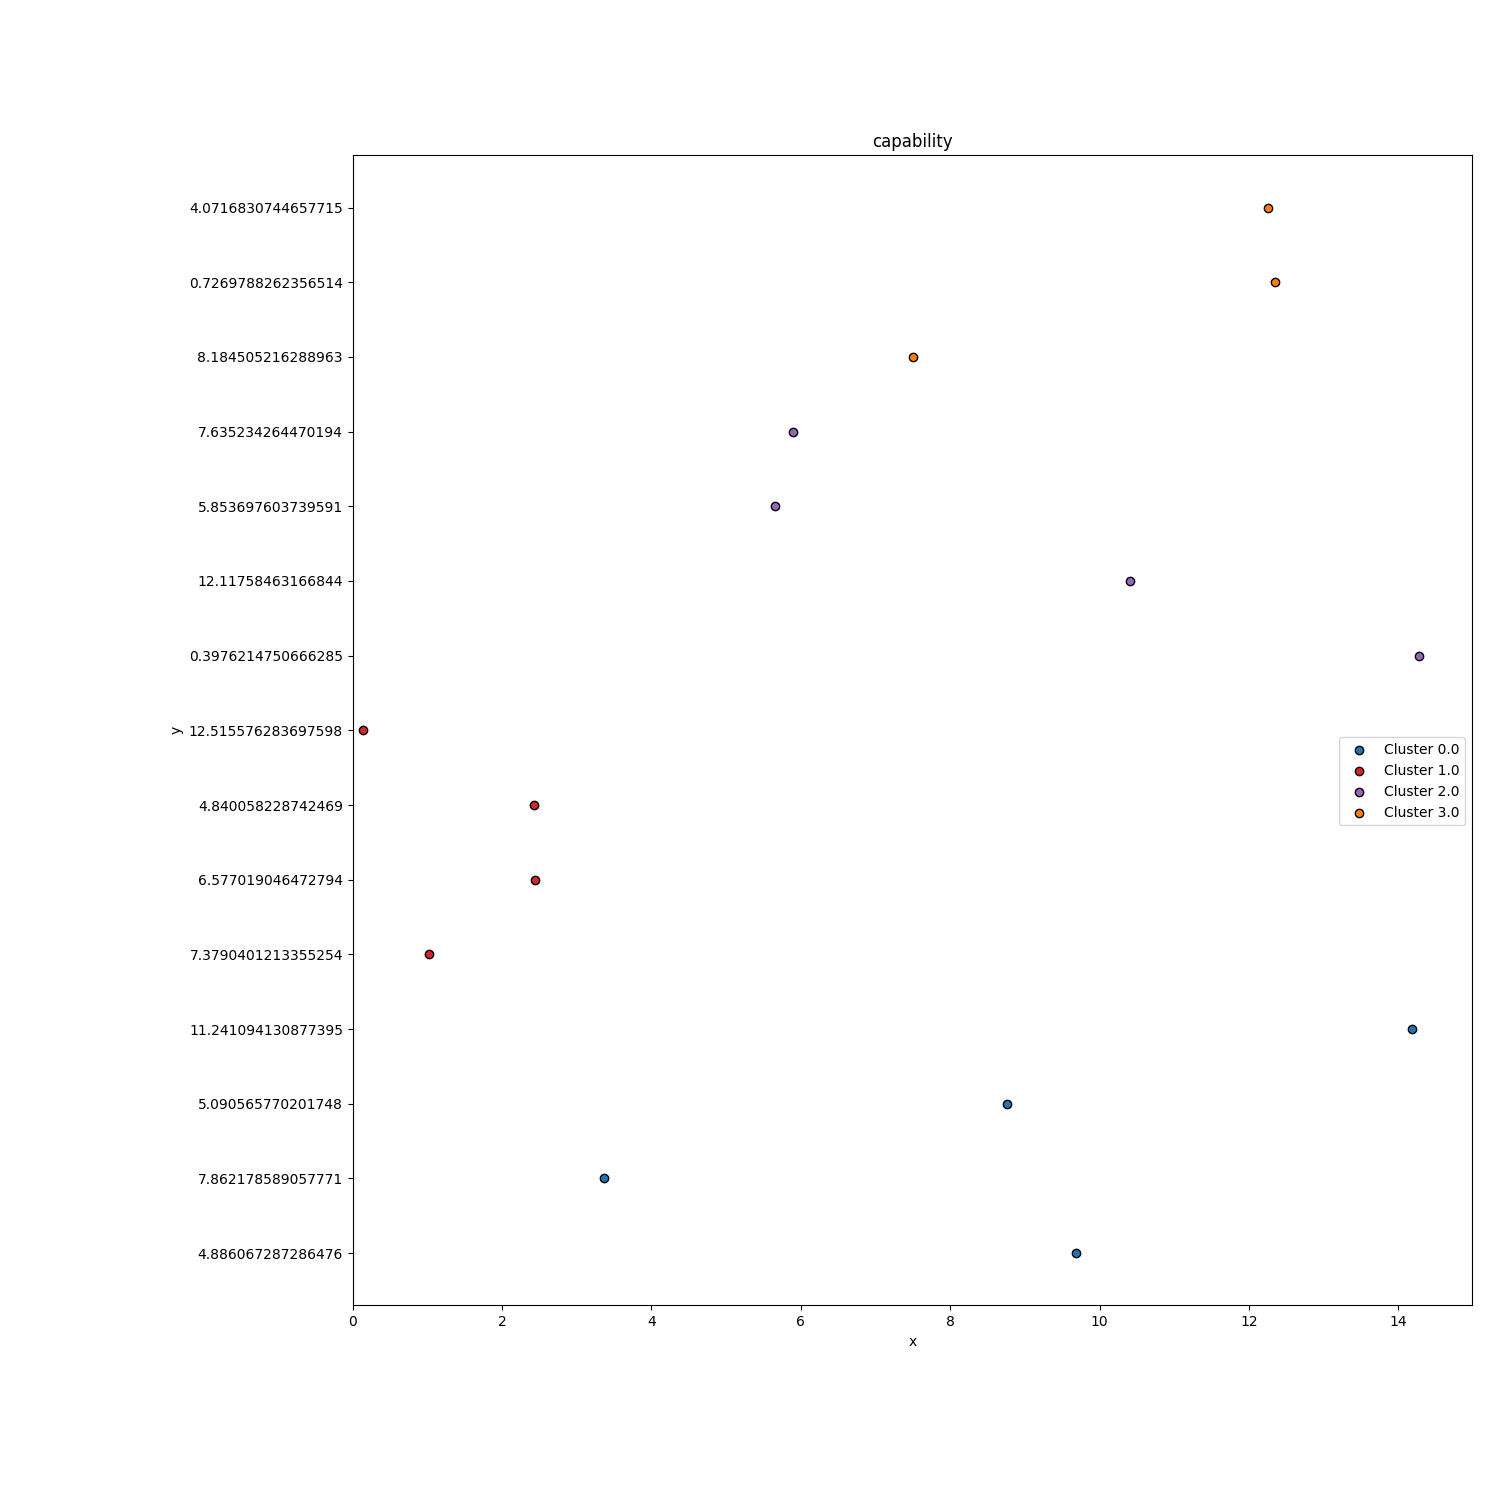 capability
4.0716830744657715
0.7269788262356514
8.184505216288963
7.635234264470194
5.853697603739591
12.11758463166844
0.3976214750666285
y
12.515576283697598
4.840058228742469
6.577019046472794
7.3790401213355254
11.241094130877395
5.090565770201748
7.862178589057771
4.886067287286476
Cluster 0.0
Cluster 1.0
Cluster 2.0
Cluster 3.0
0 2 4 6 8 10 12 14
x